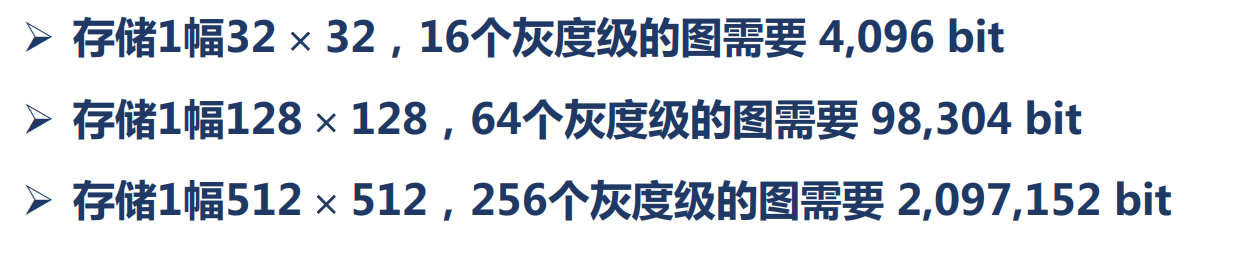 ➢ 存储1幅32 × 32，16个灰度级的图需要 4,096 bit
➢ 存储1幅128 × 128，64个灰度级的图需要 98,304 bit
➢ 存储1幅512 × 512，256个灰度级的图需要 2,097,152 bit